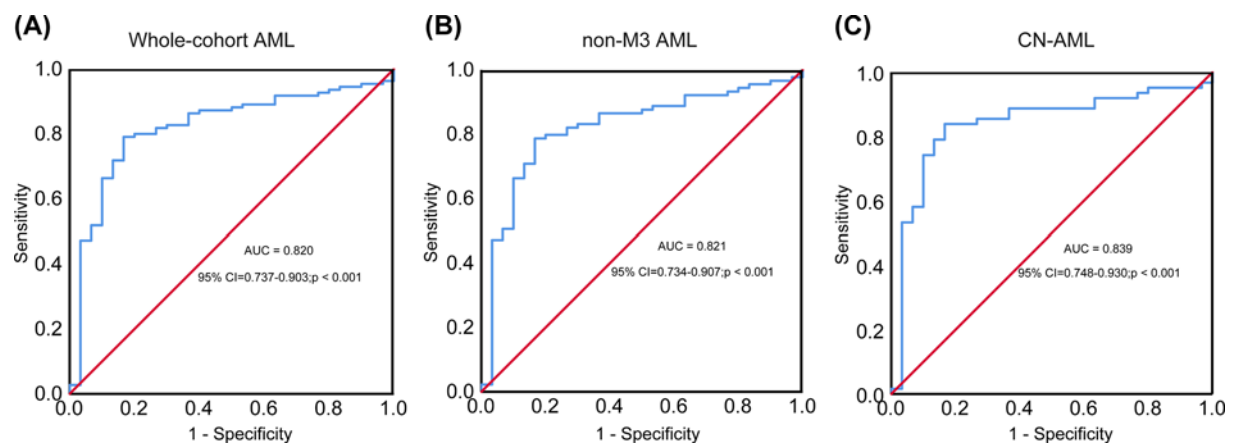 (A)
Whole-cohort AML
1.0
0.8
0.6
0.4
0.2
0.0
Sensitivity
AUC = 0.820
95% CI=0.737-0.903;p < 0.001
0.0 0.2 0.4 0.6 0.8 1.0
1 - Specificity
(B)
non-M3 AML
1.0
0.8
0.6
0.4
0.2
0.0
Sensitivity
AUC = 0.821
95% CI=0.734-0.907;p < 0.001
0.0 0.2 0.4 0.6 0.8 1.0
1 - Specificity
(C)
CN-AML
1.0
0.8
0.6
0.4
0.2
0.0
Sensitivity
AUC = 0.839
95% CI=0.748-0.930;p < 0.001
0.0 0.2 0.4 0.6 0.8 1.0
1 - Specificity